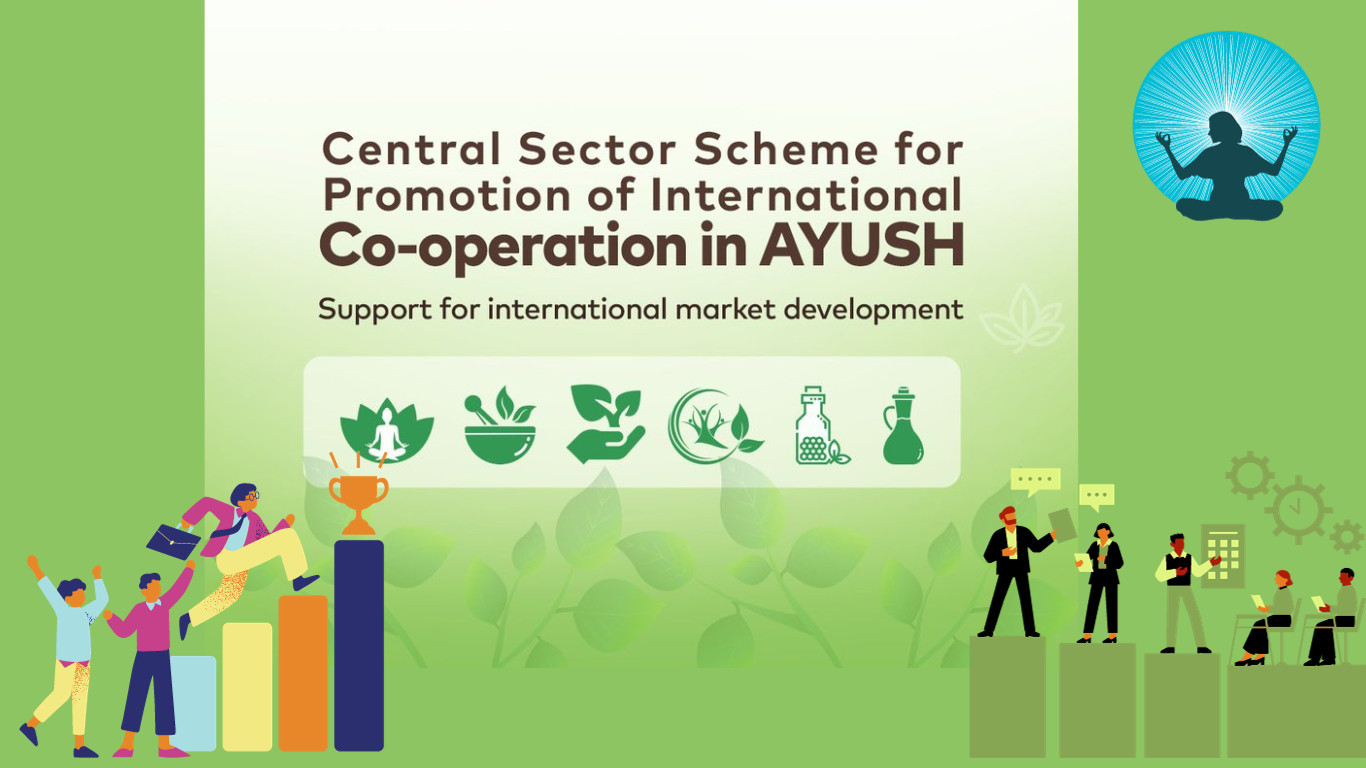 Central Sector Scheme for
Promotion of International
Co-operation in AYUSH
Support for international market development